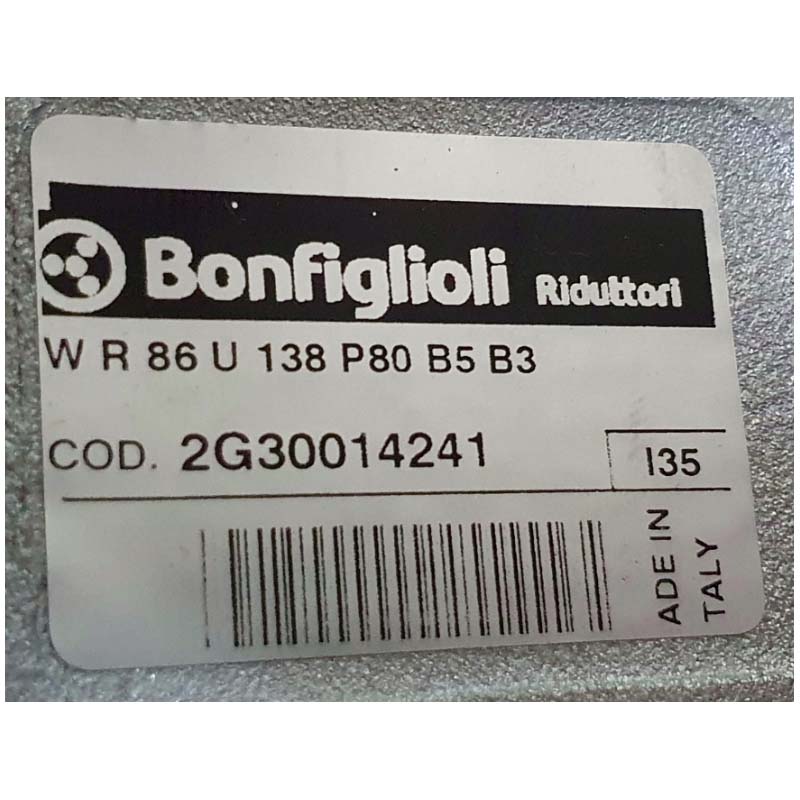 Bonfiglioli Riduttori
W R 86 U 138 P80 B5 B3
COD. 2G30014241
I35
ADE IN
TALY